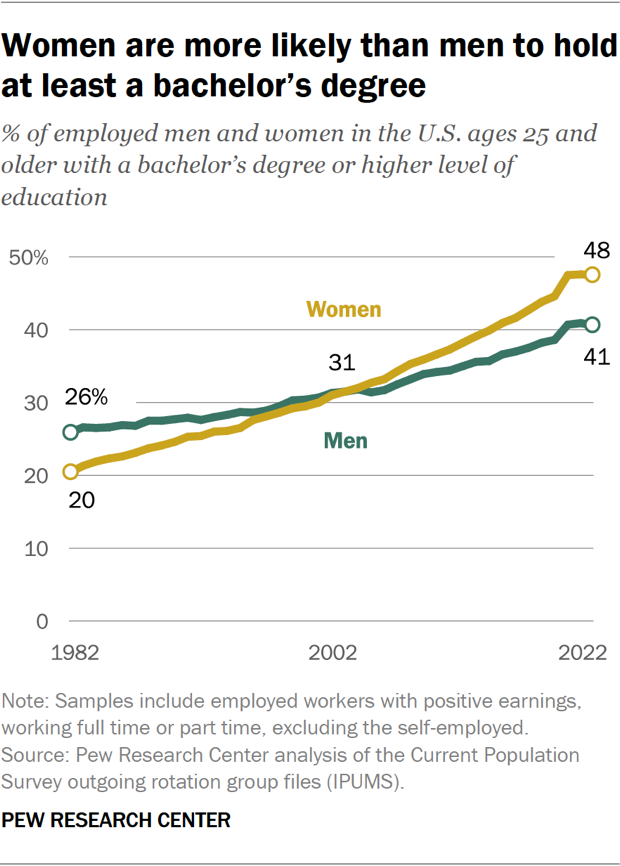 Women are more likely than men to hold
at least a bachelor’s degree
% of employed men and women in the U.S. ages 25 and
older with a bachelor’s degree or higher level of
education
50%
48
Women
40
31
41
26%
30
Men
20
20
10
0
1982
2002
2022
Note: Samples include employed workers with positive earnings,
working full time or part time, excluding the self-employed.
Source: Pew Research Center analysis of the Current Population
Survey outgoing rotation group files (IPUMS).
PEW RESEARCH CENTER